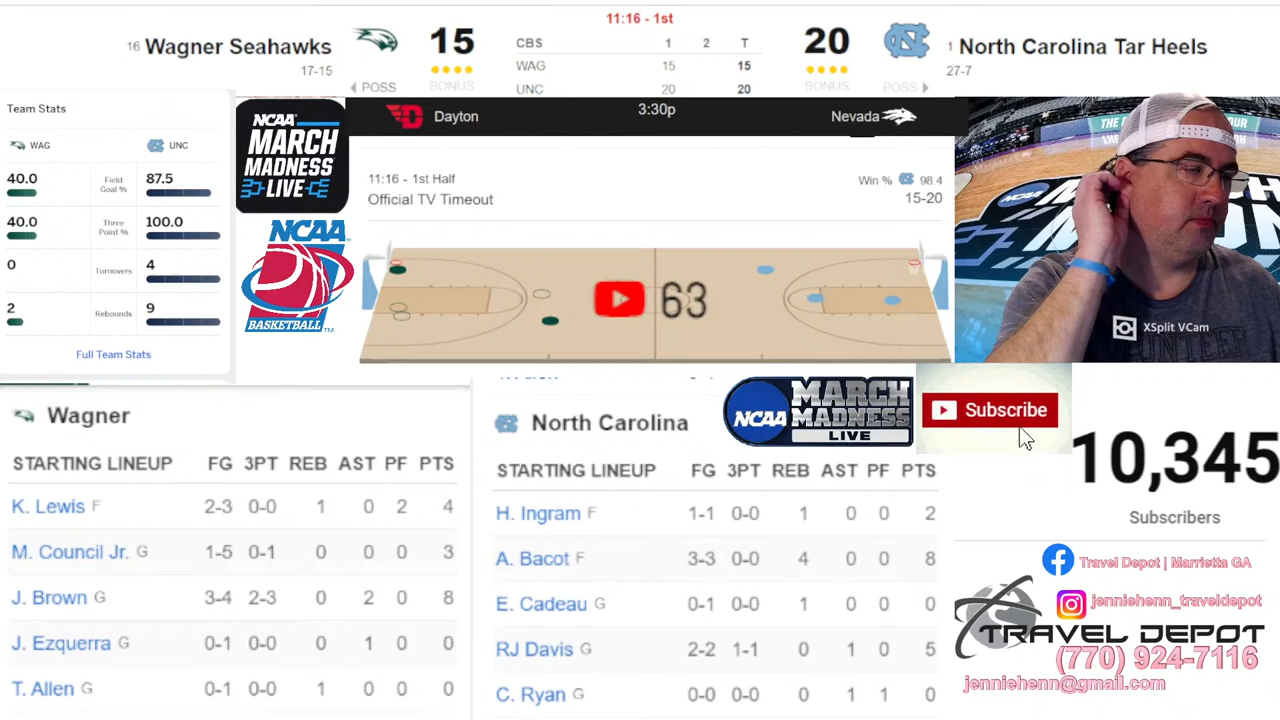 11:16 - 1st
16 Wagner Seahawks
17-15
15
BONUS
POSS
CBS 1 2 T
WAG 15 15
UNC 20 20
20
BONUS
POSS
1 North Carolina Tar Heels
27-7
Team Stats
WAG UNC
40.0 Field Goal % 87.5
40.0 Three Point % 100.0
0 Turnovers 4
2 Rebounds 9
Full Team Stats
NCAA
MARCH
MADNESS
LIVE
NCAA
BASKETBALL™
Dayton 3:30p Nevada
11:16 - 1st Half
Official TV Timeout
Win % 98.4
15-20
63
XSplit VCam
Wagner
STARTING LINEUP FG 3PT REB AST PF PTS
K. Lewis F 2-3 0-0 1 0 2 4
M. Council Jr. G 1-5 0-1 0 0 0 3
J. Brown G 3-4 2-3 0 2 0 8
J. Ezquerra G 0-1 0-0 0 1 0 0
T. Allen G 0-1 0-0 1 0 0 0
North Carolina
STARTING LINEUP FG 3PT REB AST PF PTS
H. Ingram F 1-1 0-0 1 0 0 2
A. Bacot F 3-3 0-0 4 0 0 8
E. Cadeau G 0-1 0-0 1 0 0 0
RJ Davis G 2-2 1-1 0 1 0 5
C. Ryan G 0-0 0-0 0 1 1 0
NCAA
MARCH
MADNESS
LIVE
Subscribe
10,345
Subscribers
Travel Depot | Marrietta GA
jenniehenn_traveldepot
TRAVEL DEPOT
(770) 924-7116
jenniehenn@gmail.com